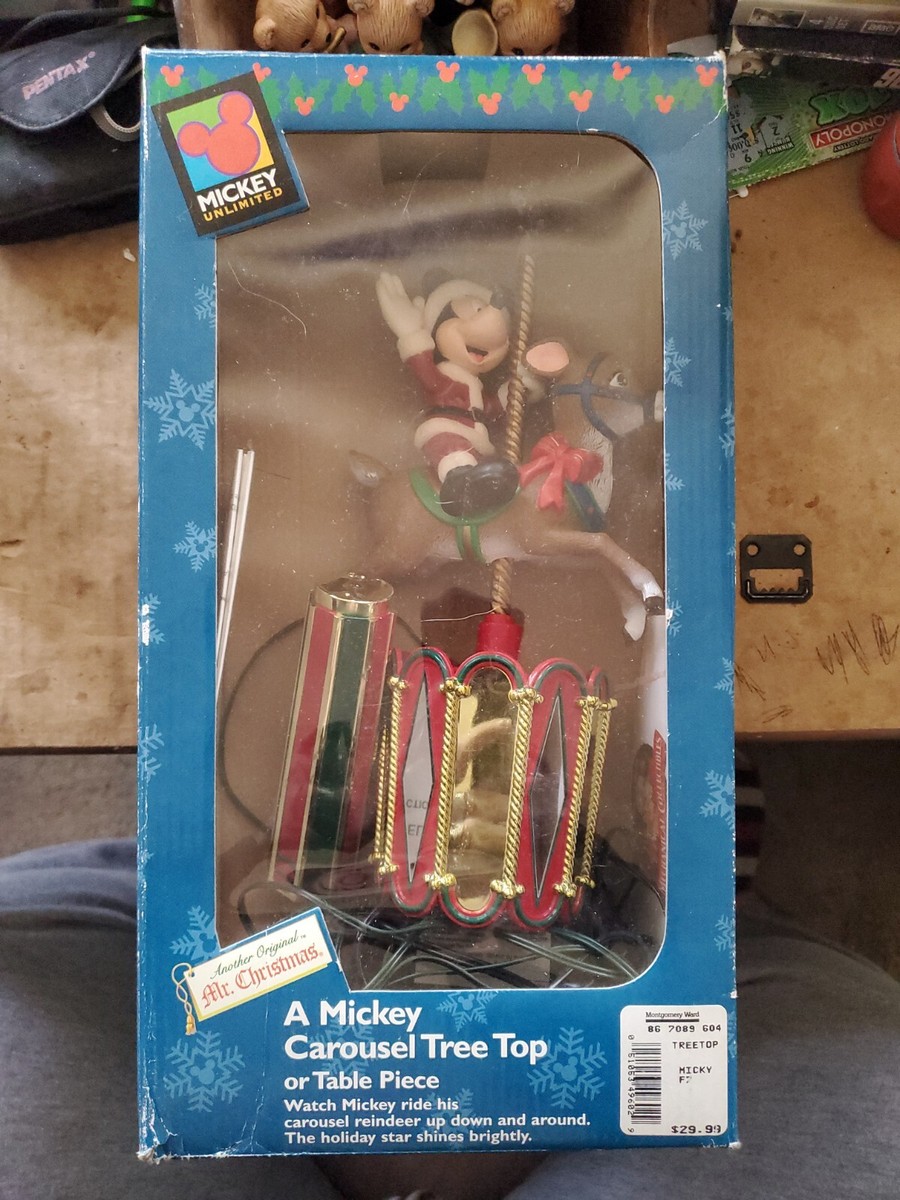 PENTAX
MONOPOLY
MICKEY
UNLIMITED
Another Original™
Mr. Christmas®
A Mickey
Carousel Tree Top
or Table Piece
Watch Mickey ride his
carousel reindeer up down and around.
The holiday star shines brightly.
Montgomery Ward
86 7089 604
TREETOP
MICKY
$29.99